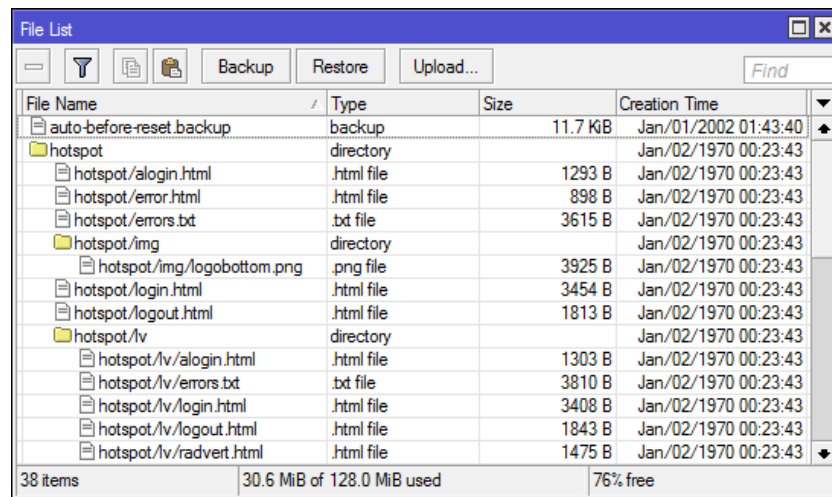 File List
Backup Restore Upload... Find
File Name Type Size Creation Time
auto-before-reset.backup backup 11.7 KiB Jan/01/2002 01:43:40
hotspot directory Jan/02/1970 00:23:43
hotspot/alogin.html .html file 1293 B Jan/02/1970 00:23:43
hotspot/error.html .html file 898 B Jan/02/1970 00:23:43
hotspot/errors.txt .txt file 3615 B Jan/02/1970 00:23:43
hotspot/img directory Jan/02/1970 00:23:43
hotspot/img/logobottom.png .png file 3925 B Jan/02/1970 00:23:43
hotspot/login.html .html file 3454 B Jan/02/1970 00:23:43
hotspot/logout.html .html file 1813 B Jan/02/1970 00:23:43
hotspot/lv directory Jan/02/1970 00:23:43
hotspot/lv/alogin.html .html file 1303 B Jan/02/1970 00:23:43
hotspot/lv/errors.txt .txt file 3810 B Jan/02/1970 00:23:43
hotspot/lv/login.html .html file 3408 B Jan/02/1970 00:23:43
hotspot/lv/logout.html .html file 1843 B Jan/02/1970 00:23:43
hotspot/lv/radvert.html .html file 1475 B Jan/02/1970 00:23:43
38 items 30.6 MiB of 128.0 MiB used 76% free